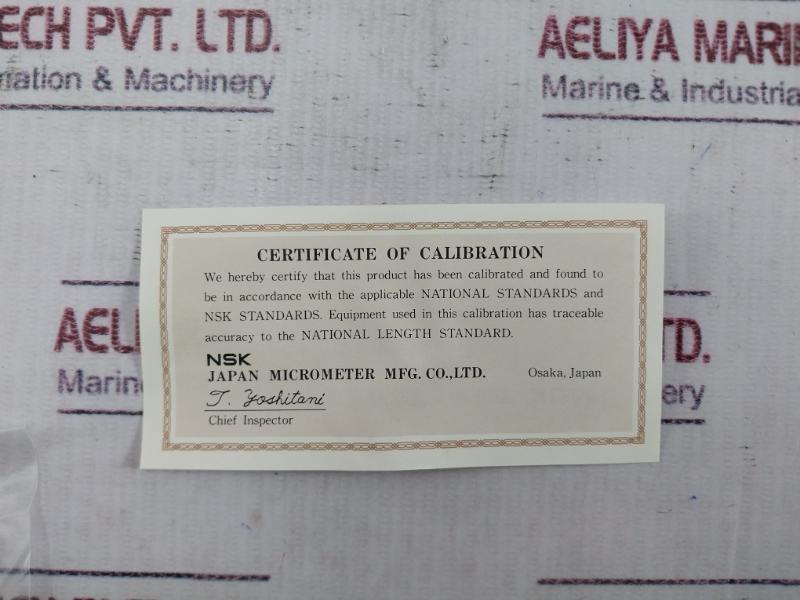 ECH PVT. LTD.
AELIYA MARI
& Machinery
Marine & Industria
CERTIFICATE OF CALIBRATION
We hereby certify that this product has been calibrated and found to
be in accordance with the applicable NATIONAL STANDARDS and
NSK STANDARDS. Equipment used in this calibration has traceable
accuracy to the NATIONAL LENGTH STANDARD.
NSK
JAPAN MICROMETER MFG. CO.,LTD. Osaka, Japan
T. Yoshitani
Chief Inspector
AEL
TD.
Marin
ery